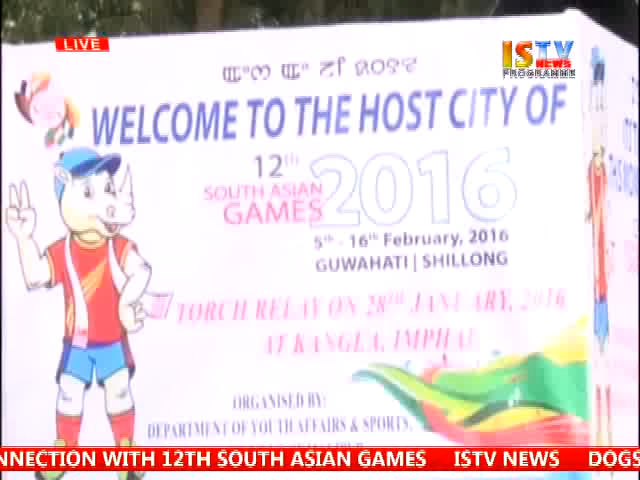 LIVE
ISTV
NEWS
PROGRAMME
WELCOME TO THE HOST CITY OF
12th
SOUTH ASIAN
GAMES
2016
5th - 16th February, 2016
GUWAHATI | SHILLONG
TORCH RELAY ON 28TH JANUARY, 2016
AT KANGLA, IMPHAL
ORGANISED BY:
DEPARTMENT OF YOUTH AFFAIRS & SPORTS,
NNECTION WITH 12TH SOUTH ASIAN GAMES ISTV NEWS DOGS